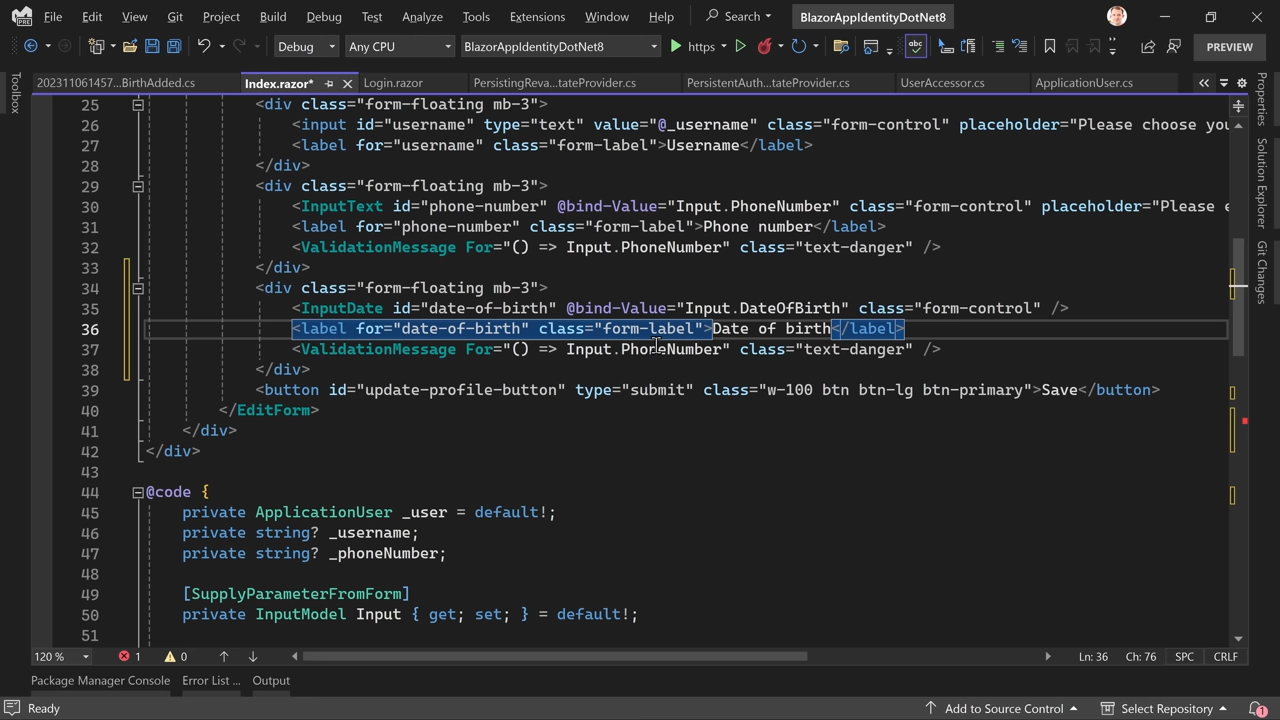 File Edit View Git Project Build Debug Test Analyze Tools Extensions Window Help Search BlazorAppIdentityDotNet8
Debug Any CPU BlazorAppIdentityDotNet8 https PREVIEW
202311061457...BirthAdded.cs Index.razor* Login.razor PersistingReva...tateProvider.cs PersistentAuth...tateProvider.cs UserAccessor.cs ApplicationUser.cs
Toolbox
25 <div class="form-floating mb-3">
26 <input id="username" type="text" value="@_username" class="form-control" placeholder="Please choose you
27 <label for="username" class="form-label">Username</label>
28 </div>
29 <div class="form-floating mb-3">
30 <InputText id="phone-number" @bind-Value="Input.PhoneNumber" class="form-control" placeholder="Please e
31 <label for="phone-number" class="form-label">Phone number</label>
32 <ValidationMessage For="() => Input.PhoneNumber" class="text-danger" />
33 </div>
34 <div class="form-floating mb-3">
35 <InputDate id="date-of-birth" @bind-Value="Input.DateOfBirth" class="form-control" />
36 <label for="date-of-birth" class="form-label">Date of birth</label>
37 <ValidationMessage For="() => Input.PhoneNumber" class="text-danger" />
38 </div>
39 <button id="update-profile-button" type="submit" class="w-100 btn btn-lg btn-primary">Save</button>
40 </EditForm>
41 </div>
42 </div>
43
44 @code {
45 private ApplicationUser _user = default!;
46 private string? _username;
47 private string? _phoneNumber;
48
49 [SupplyParameterFromForm]
50 private InputModel Input { get; set; } = default!;
51
Properties
Solution Explorer
Git Changes
120 % 1 0 Ln: 36 Ch: 76 SPC CRLF
Package Manager Console Error List ... Output
Ready Add to Source Control Select Repository 1